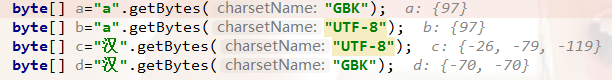 byte[] a="a".getBytes( charsetName: "GBK"); a: {97}
byte[] b="a".getBytes( charsetName: "UTF-8"); b: {97}
byte[] c="汉".getBytes( charsetName: "UTF-8"); c: {-26, -79, -119}
byte[] d="汉".getBytes( charsetName: "GBK"); d: {-70, -70}